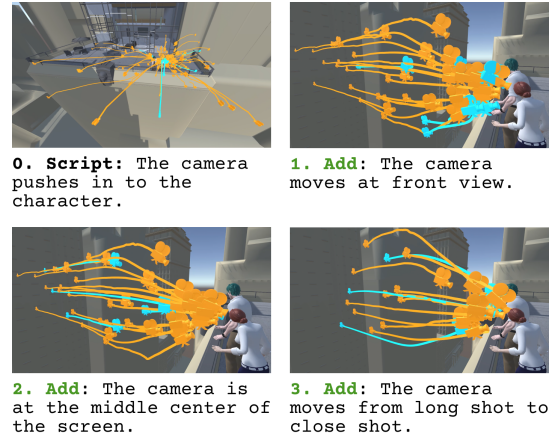 0. Script: The camera
pushes in to the
character.
1. Add: The camera
moves at front view.
2. Add: The camera is
at the middle center of
the screen.
3. Add: The camera
moves from long shot to
close shot.